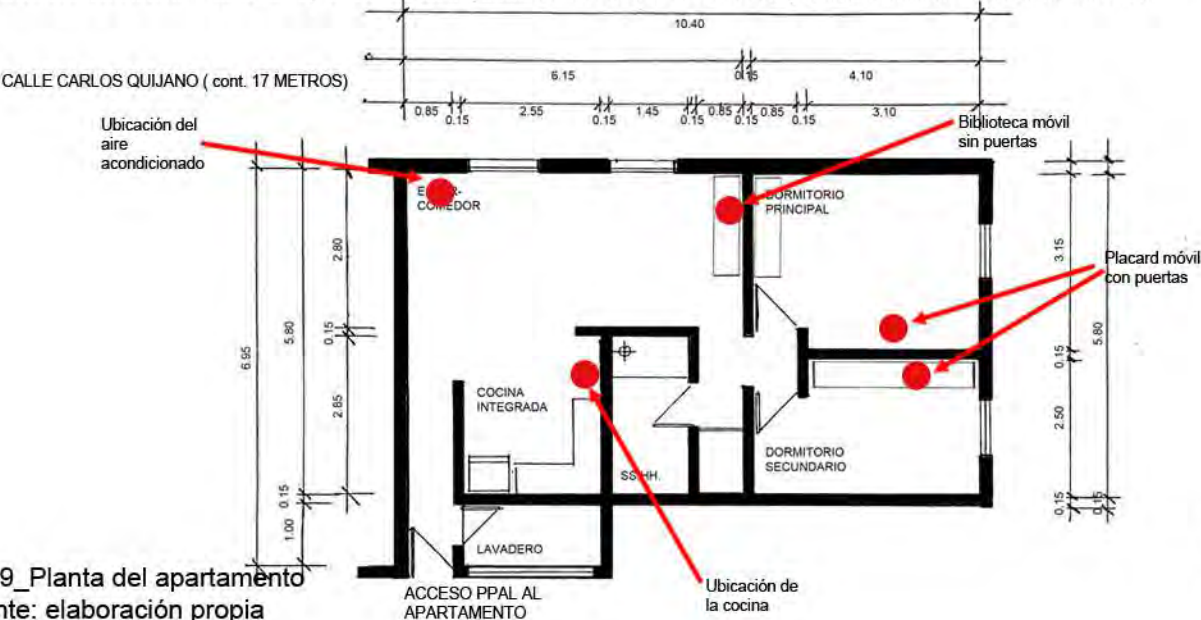 10.40
CALLE CARLOS QUIJANO ( cont. 17 METROS)
6.15
0.15
4.10
0.85
0.15
2.55
0.15
1.45
0.15
0.85
0.15
0.85
0.15
3.10
Ubicación del
aire
acondicionado
Biblioteca móvil
sin puertas
COMEDOR
DORMITORIO
PRINCIPAL
Placard móvil
con puertas
2.80
0.15
2.85
5.80
0.15
1.00
6.95
3.15
0.15
2.50
0.15
5.80
0.15
COCINA
INTEGRADA
DORMITORIO
SECUNDARIO
SS.HH.
LAVADERO
9_Planta del apartamento
nte: elaboración propia
ACCESO PPAL AL
APARTAMENTO
Ubicación de
la cocina